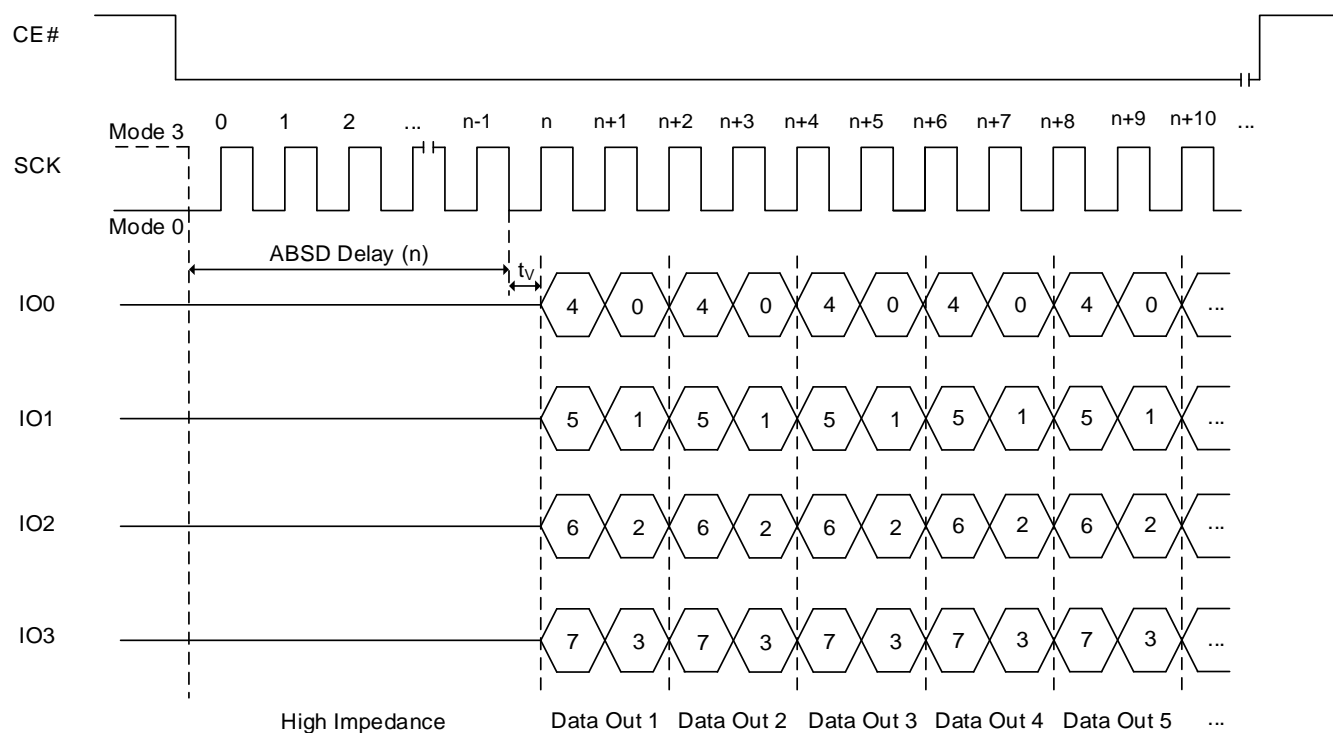 CE#
0 1 2 ... n-1 n n+1 n+2 n+3 n+4 n+5 n+6 n+7 n+8 n+9 n+10 ...
Mode 3
SCK
Mode 0
ABSD Delay (n)
tV
IO0 4 0 4 0 4 0 4 0 4 0 ...
IO1 5 1 5 1 5 1 5 1 5 1 ...
IO2 6 2 6 2 6 2 6 2 6 2 ...
IO3 7 3 7 3 7 3 7 3 7 3 ...
High Impedance Data Out 1 Data Out 2 Data Out 3 Data Out 4 Data Out 5 ...